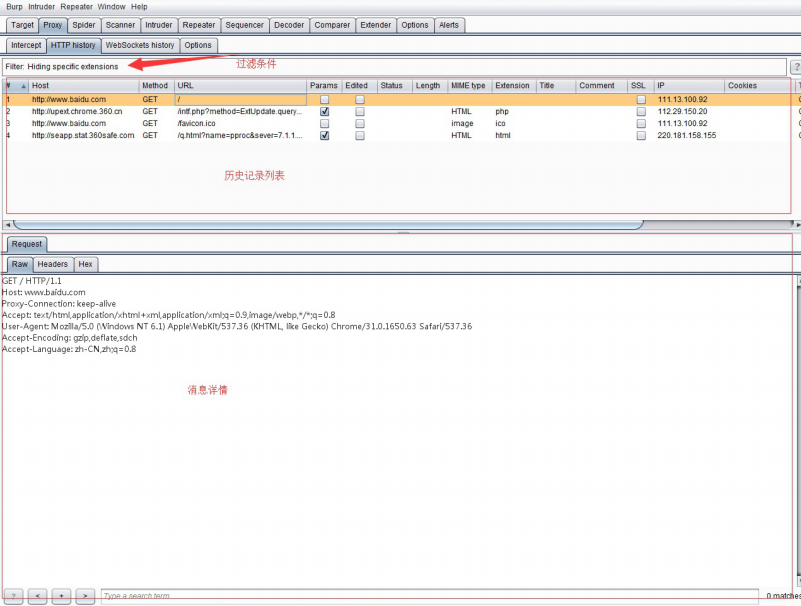 Burp Intruder Repeater Window Help
Target Proxy Spider Scanner Intruder Repeater Sequencer Decoder Comparer Extender Options Alerts
Intercept HTTP history WebSockets history Options
Filter: Hiding specific extensions 过滤条件 ?
# Host Method URL Params Edited Status Length MIME type Extension Title Comment SSL IP Cookies
1 http://www.baidu.com GET / 111.13.100.92
2 http://upext.chrome.360.cn GET /intf.php?method=ExtUpdate.query... HTML php 112.29.150.20
3 http://www.baidu.com GET /favicon.ico image ico 111.13.100.92
4 http://seapp.stat.360safe.com GET /q.html?name=pproc&sever=7.1.1.... HTML html 220.181.158.155
历史记录列表
Request
Raw Headers Hex
GET / HTTP/1.1
Host: www.baidu.com
Proxy-Connection: keep-alive
Accept: text/html,application/xhtml+xml,application/xml;q=0.9,image/webp,*/*;q=0.8
User-Agent: Mozilla/5.0 (Windows NT 6.1) AppleWebKit/537.36 (KHTML, like Gecko) Chrome/31.0.1650.63 Safari/537.36
Accept-Encoding: gzip,deflate,sdch
Accept-Language: zh-CN,zh;q=0.8
消息详情
? < + > Type a search term 0 matches